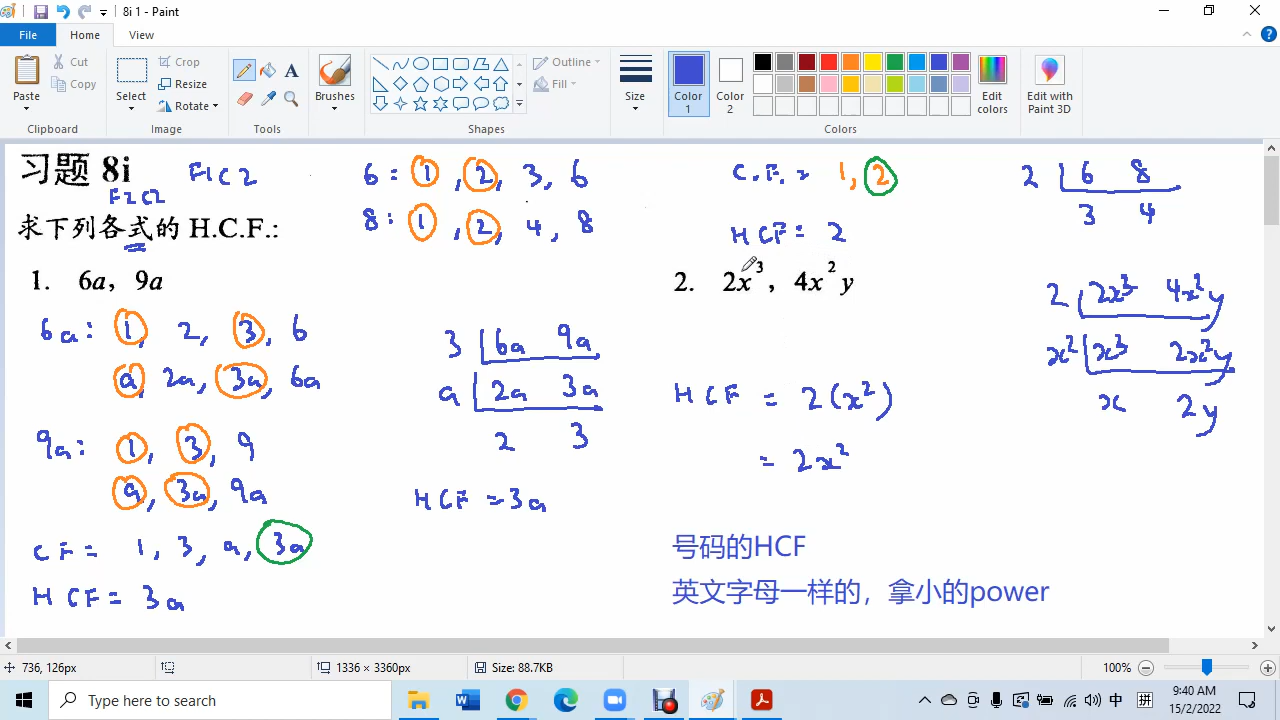 8i 1 - Paint
File Home View
Paste Cut Copy Clipboard
Select Crop Resize Rotate Image
Tools
Brushes
Shapes Outline Fill
Size
Color 1 Color 2 Edit colors Colors
Edit with Paint 3D
习题 8i F1C2
F2C2
求下列各式的 H.C.F.:
6: 1, 2, 3, 6
8: 1, 2, 4, 8
C.F. = 1, 2
HCF = 2
2 6 8
3 4
1. 6a, 9a
6a: 1, 2, 3, 6
a, 2a, 3a, 6a
9a: 1, 3, 9
a, 3a, 9a
CF = 1, 3, a, 3a
HCF = 3a
3 6a 9a
a 2a 3a
2 3
HCF = 3a
2. 2x³, 4x²y
HCF = 2(x²)
= 2x²
2 2x³ 4x²y
x² x³ 2x²y
x 2y
号码的HCF
英文字母一样的，拿小的power
736, 126px 1336 × 3360px Size: 88.7KB 100%
Type here to search
中 拼 9:40 AM
15/2/2022